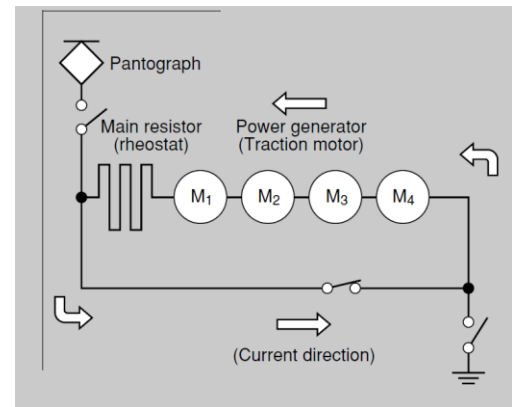 Pantograph
Main resistor
(rheostat)
Power generator
(Traction motor)
M1
M2
M3
M4
(Current direction)